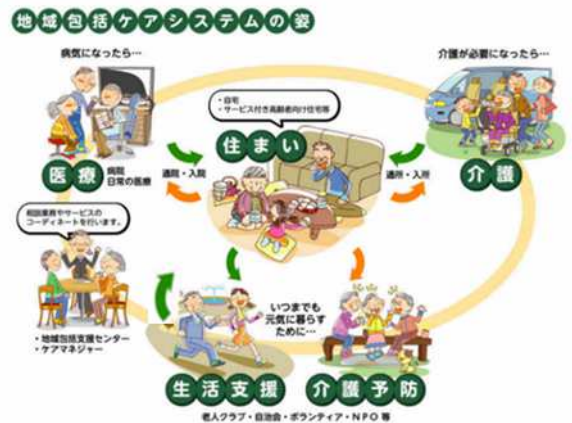 地域包括ケアシステムの姿
病気になったら…
介護が必要になったら…
・自宅
・サービス付き高齢者向け住宅等
住まい
医療
病院
日常の医療
通院・入院
通所・入所
介護
相談業務やサービスの
コーディネートを行います。
・地域包括支援センター
・ケアマネジャー
いつまでも
元気に暮らす
ために…
生活支援
介護予防
老人クラブ・自治会・ボランティア・NPO 等